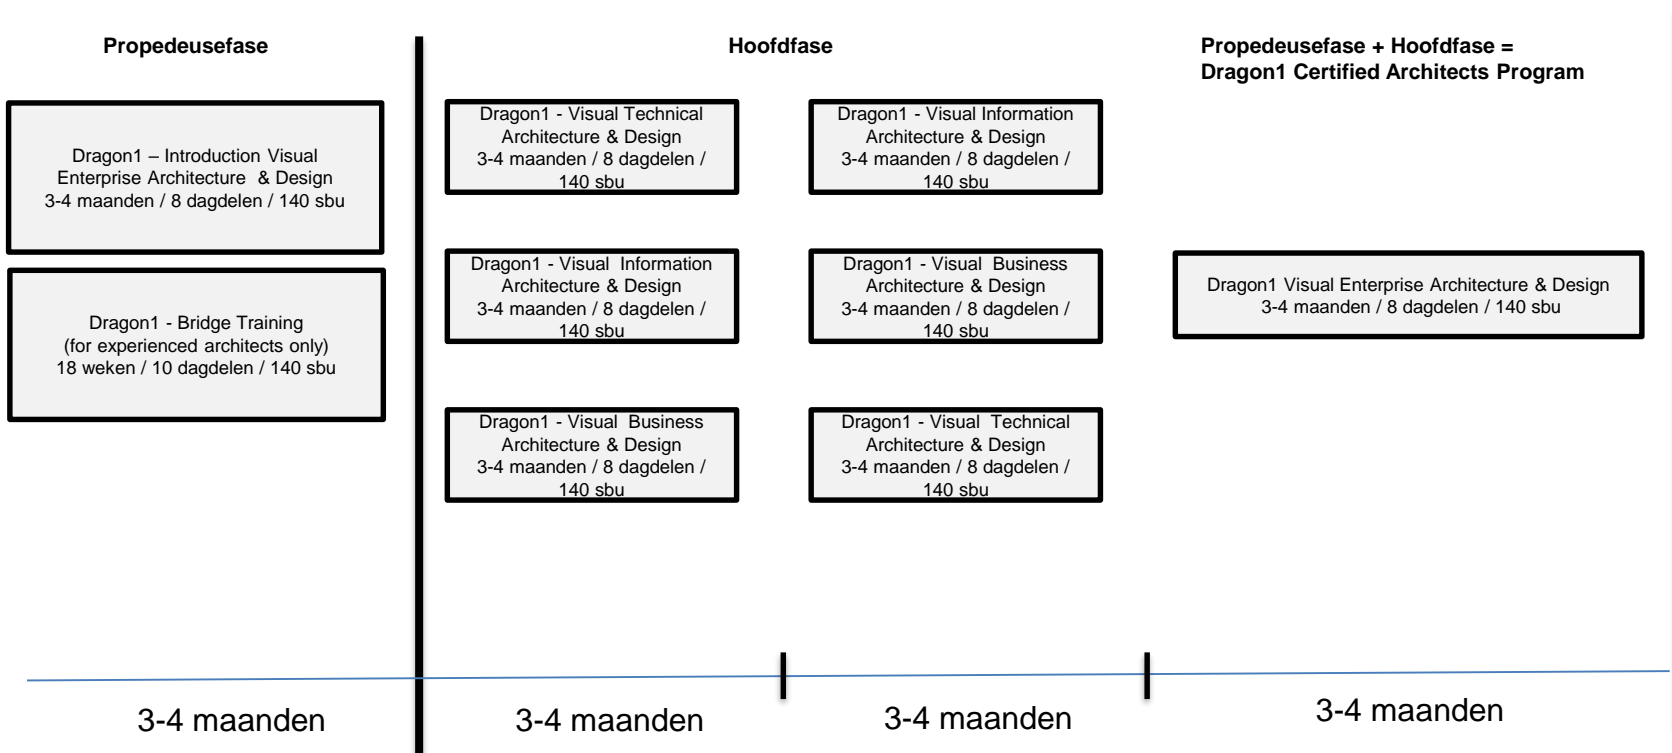 Propedeusefase
Hoofdfase
Propedeusefase + Hoofdfase =
Dragon1 Certified Architects Program
Dragon1 – Introduction Visual
Enterprise Architecture & Design
3-4 maanden / 8 dagdelen / 140 sbu
Dragon1 - Bridge Training
(for experienced architects only)
18 weken / 10 dagdelen / 140 sbu
Dragon1 - Visual Technical
Architecture & Design
3-4 maanden / 8 dagdelen /
140 sbu
Dragon1 - Visual Information
Architecture & Design
3-4 maanden / 8 dagdelen /
140 sbu
Dragon1 - Visual Information
Architecture & Design
3-4 maanden / 8 dagdelen /
140 sbu
Dragon1 - Visual Business
Architecture & Design
3-4 maanden / 8 dagdelen /
140 sbu
Dragon1 Visual Enterprise Architecture & Design
3-4 maanden / 8 dagdelen / 140 sbu
Dragon1 - Visual Business
Architecture & Design
3-4 maanden / 8 dagdelen /
140 sbu
Dragon1 - Visual Technical
Architecture & Design
3-4 maanden / 8 dagdelen /
140 sbu
3-4 maanden
3-4 maanden
3-4 maanden
3-4 maanden